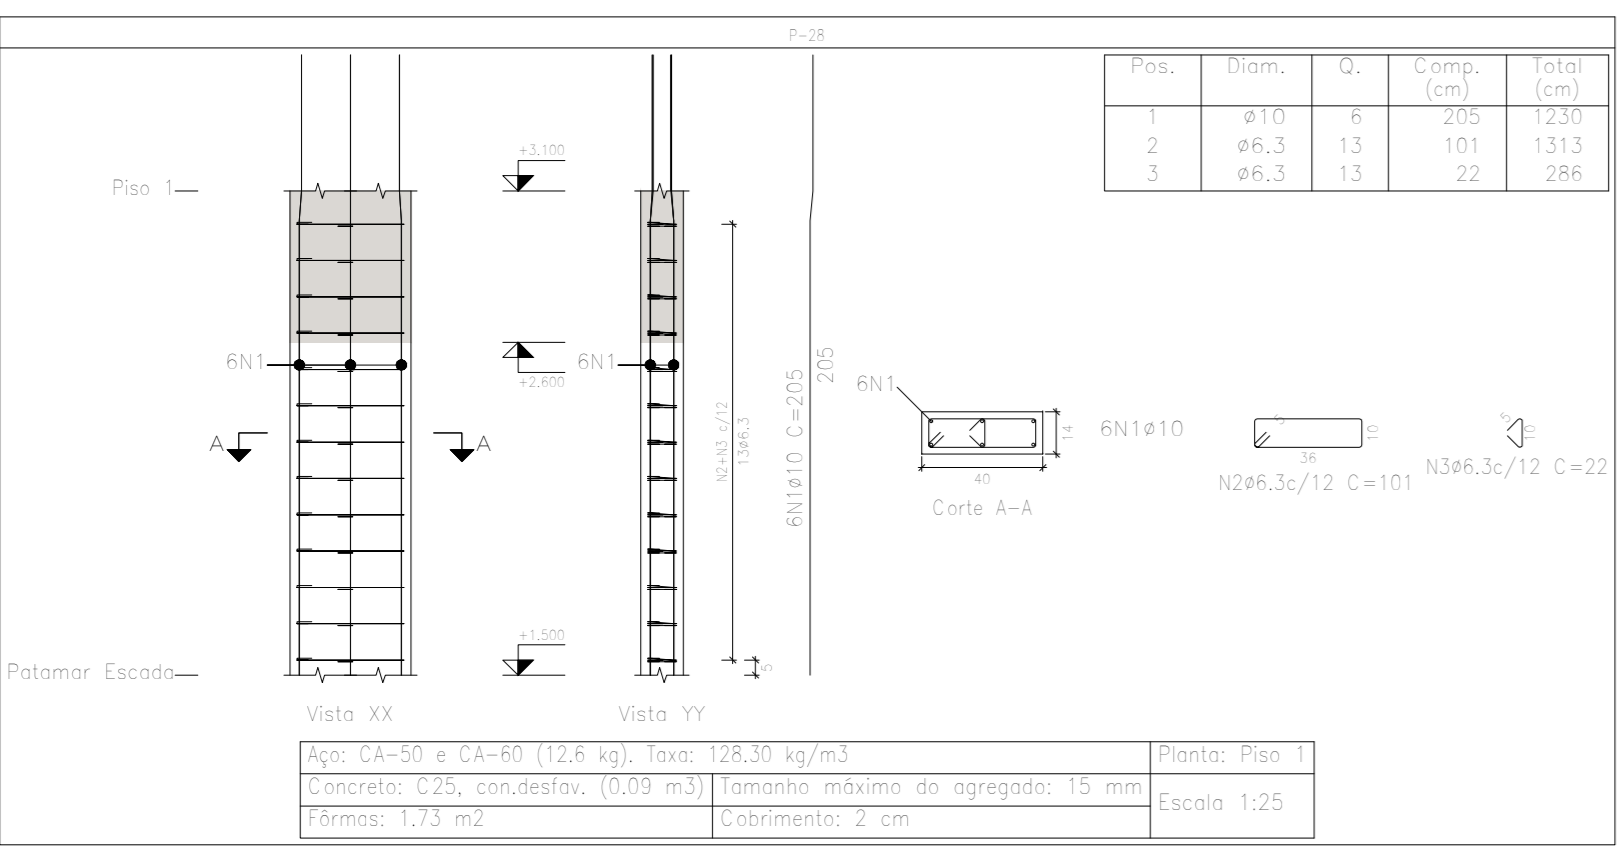 P-28
Pos. Diam. Q. Comp. (cm) Total (cm)
1 ø10 6 205 1230
2 ø6.3 13 101 1313
3 ø6.3 13 22 286
Piso 1
+3.100
6N1
+2.600
6N1
A
A
N2+N3 c/12
13ø6.3
6N1ø10 C=205
205
6N1
14
40
Corte A-A
6N1ø10
5
10
36
N2ø6.3c/12 C=101
5
10
N3ø6.3c/12 C=22
+1.500
5
Patamar Escada
Vista XX
Vista YY
Aço: CA-50 e CA-60 (12.6 kg). Taxa: 128.30 kg/m3
Planta: Piso 1
Concreto: C25, con.desfav. (0.09 m3)
Tamanho máximo do agregado: 15 mm
Escala 1:25
Fôrmas: 1.73 m2
Cobrimento: 2 cm